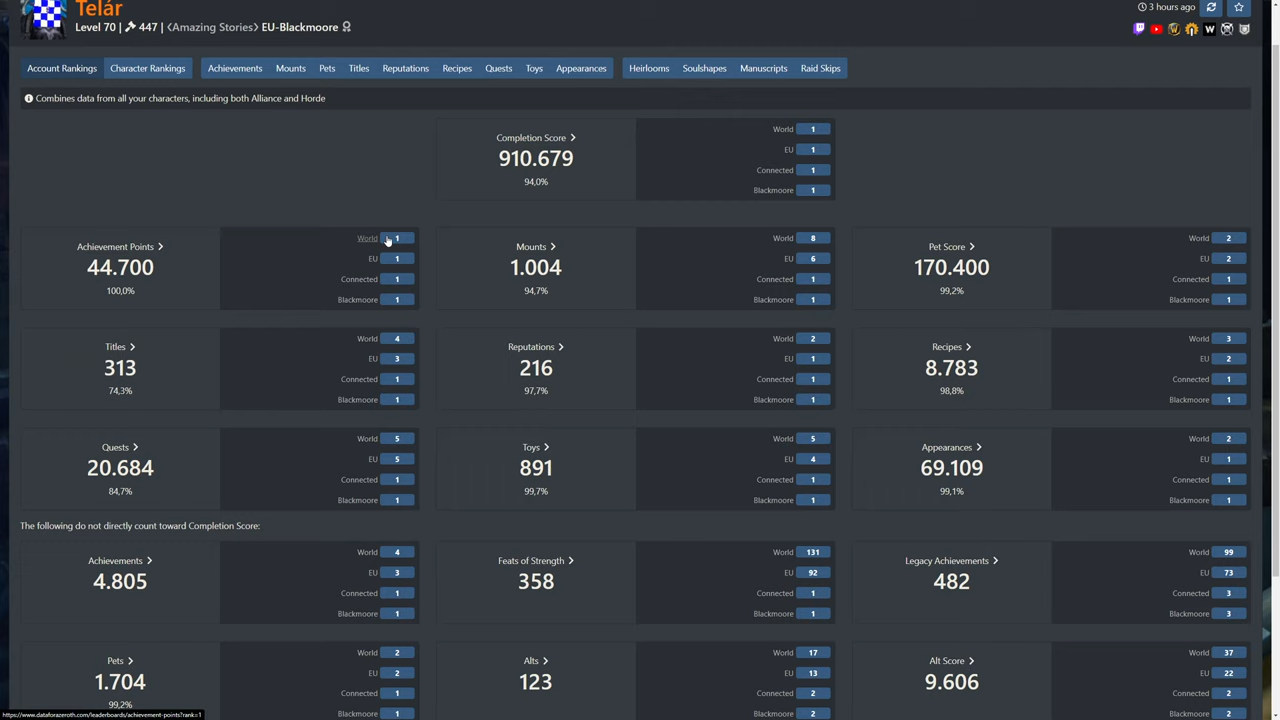 Telár
3 hours ago
Level 70 | 447 | <Amazing Stories> EU-Blackmoore
Account Rankings Character Rankings Achievements Mounts Pets Titles Reputations Recipes Quests Toys Appearances Heirlooms Soulshapes Manuscripts Raid Skips
Combines data from all your characters, including both Alliance and Horde
Completion Score >
910.679
94,0%
World 1
EU 1
Connected 1
Blackmoore 1
Achievement Points >
44.700
100,0%
World 1
EU 1
Connected 1
Blackmoore 1
Mounts >
1.004
94,7%
World 8
EU 6
Connected 1
Blackmoore 1
Pet Score >
170.400
99,2%
World 2
EU 2
Connected 1
Blackmoore 1
Titles >
313
74,3%
World 4
EU 3
Connected 1
Blackmoore 1
Reputations >
216
97,7%
World 2
EU 1
Connected 1
Blackmoore 1
Recipes >
8.783
98,8%
World 3
EU 2
Connected 1
Blackmoore 1
Quests >
20.684
84,7%
World 5
EU 5
Connected 1
Blackmoore 1
Toys >
891
99,7%
World 5
EU 4
Connected 1
Blackmoore 1
Appearances >
69.109
99,1%
World 2
EU 1
Connected 1
Blackmoore 1
The following do not directly count toward Completion Score:
Achievements >
4.805
World 4
EU 3
Connected 1
Blackmoore 1
Feats of Strength >
358
World 131
EU 92
Connected 1
Blackmoore 1
Legacy Achievements >
482
World 99
EU 73
Connected 3
Blackmoore 3
Pets >
1.704
99,2%
World 2
EU 2
Connected 1
Blackmoore 1
Alts >
123
World 17
EU 13
Connected 2
Blackmoore 2
Alt Score >
9.606
World 37
EU 22
Connected 2
Blackmoore 2
https://www.dataforazeroth.com/leaderboards/achievement-points?rank=1